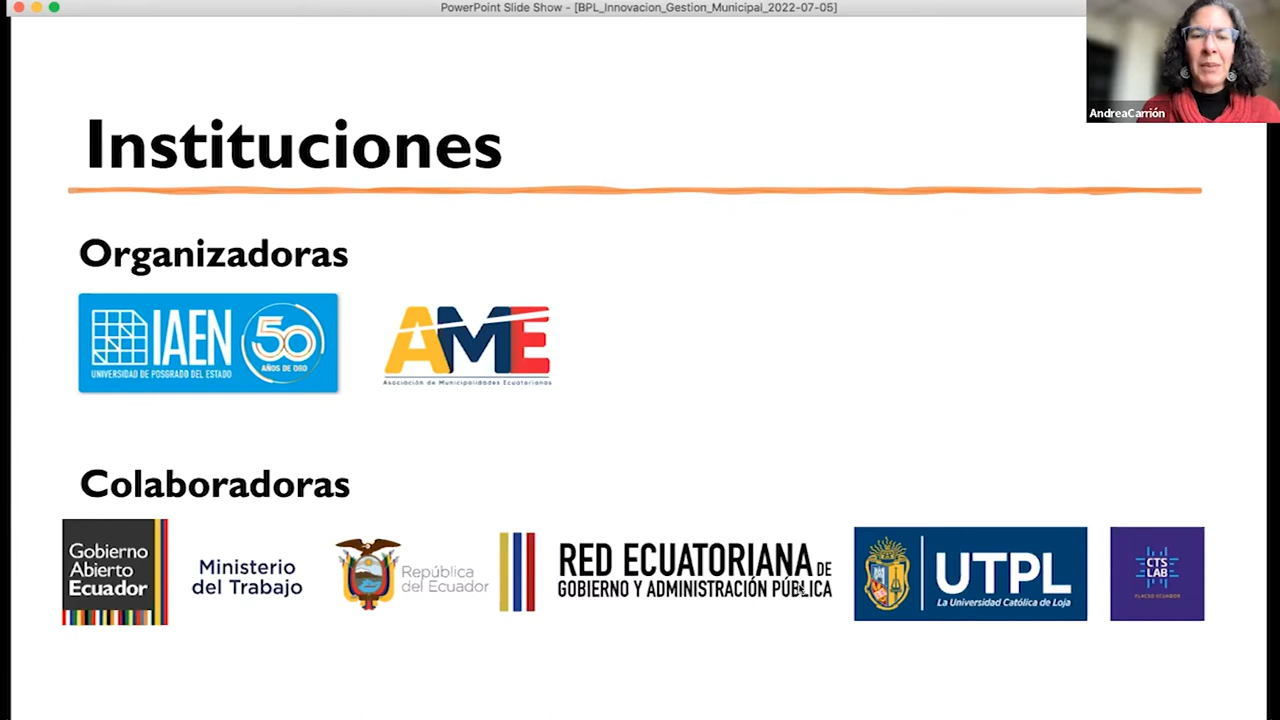 PowerPoint Slide Show - [BPL_Innovacion_Gestion_Municipal_2022-07-05]
AndreaCarrión
Instituciones
Organizadoras
IAEN
UNIVERSIDAD DE POSGRADO DEL ESTADO
50
AÑOS DE ORO
AME
Asociación de Municipalidades Ecuatorianas
Colaboradoras
Gobierno
Abierto
Ecuador
Ministerio
del Trabajo
República
del Ecuador
RED ECUATORIANA DE
GOBIERNO Y ADMINISTRACIÓN PÚBLICA
UTPL
La Universidad Católica de Loja
CTS
LAB
FLACSO ECUADOR